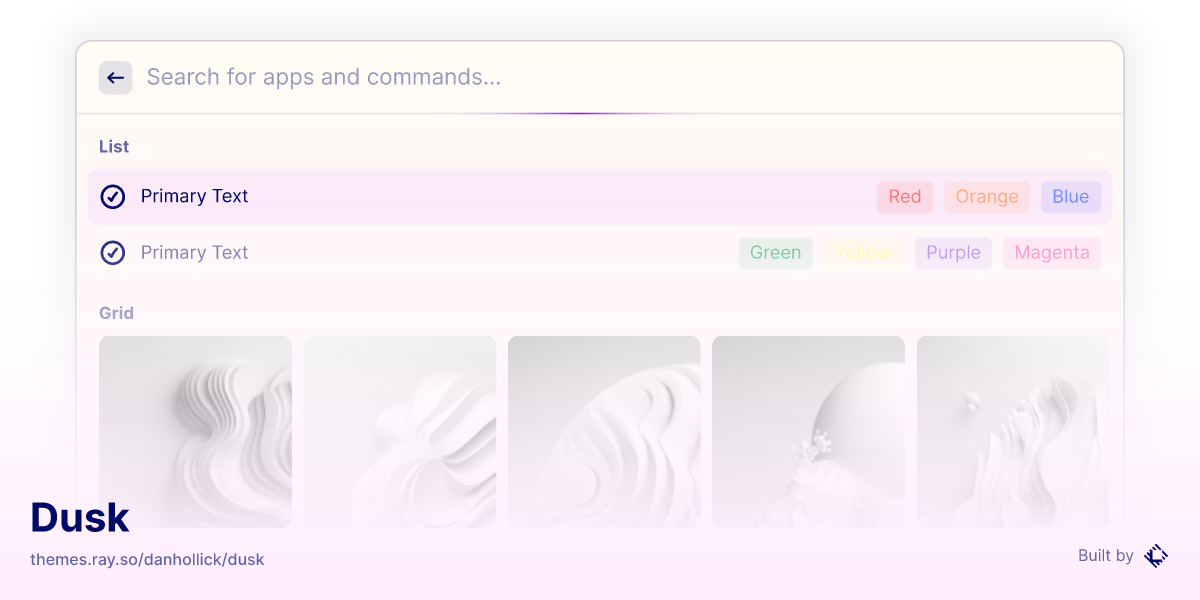 Search for apps and commands...
List
Primary Text Red Orange Blue
Primary Text Green Yellow Purple Magenta
Grid
Dusk
themes.ray.so/danhollick/dusk
Built by